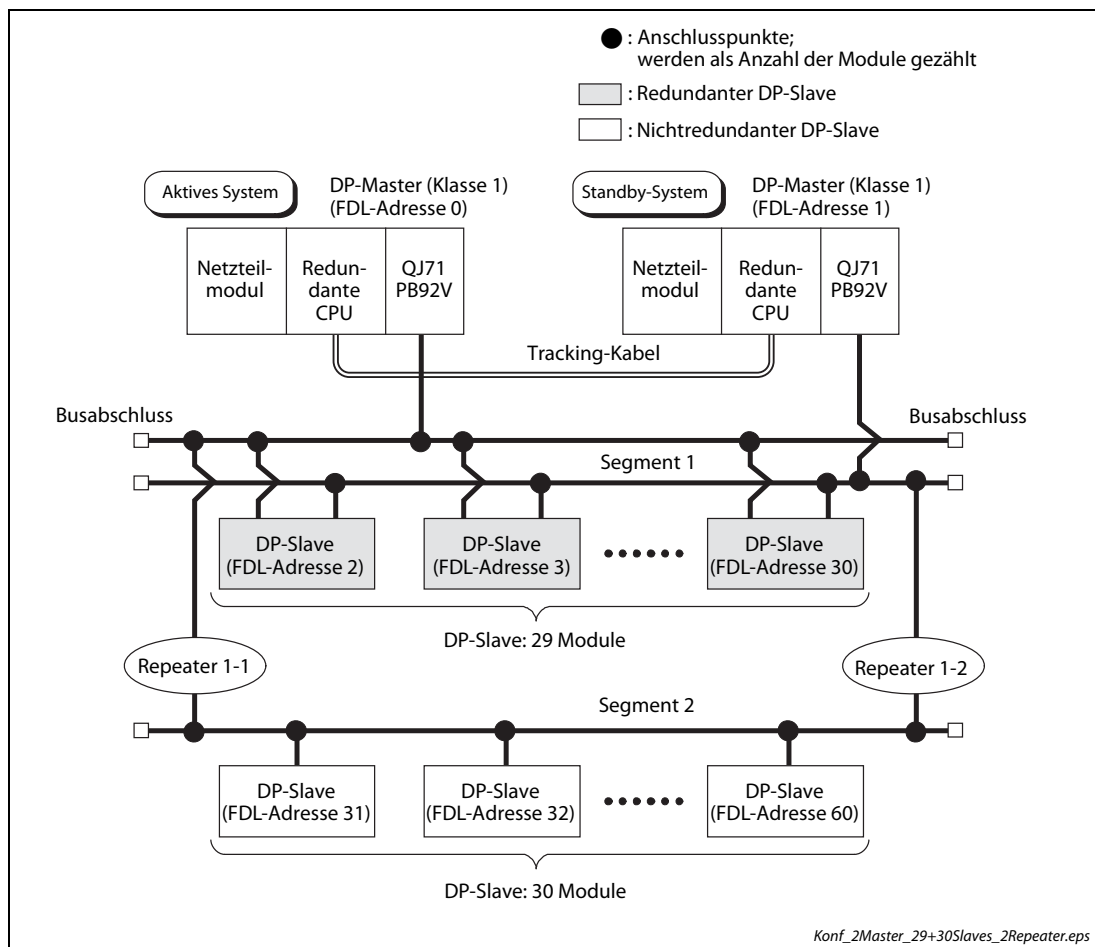 : Anschlusspunkte;
werden als Anzahl der Module gezählt
: Redundanter DP-Slave
: Nichtredundanter DP-Slave
Aktives System
DP-Master (Klasse 1)
(FDL-Adresse 0)
Standby-System
DP-Master (Klasse 1)
(FDL-Adresse 1)
Netzteil-
modul
Redun-
dante
CPU
QJ71
PB92V
Netzteil-
modul
Redun-
dante
CPU
QJ71
PB92V
Tracking-Kabel
Busabschluss
Busabschluss
Segment 1
DP-Slave
(FDL-Adresse 2)
DP-Slave
(FDL-Adresse 3)
DP-Slave
(FDL-Adresse 30)
DP-Slave: 29 Module
Repeater 1-1
Repeater 1-2
Segment 2
DP-Slave
(FDL-Adresse 31)
DP-Slave
(FDL-Adresse 32)
DP-Slave
(FDL-Adresse 60)
DP-Slave: 30 Module
Konf_2Master_29+30Slaves_2Repeater.eps